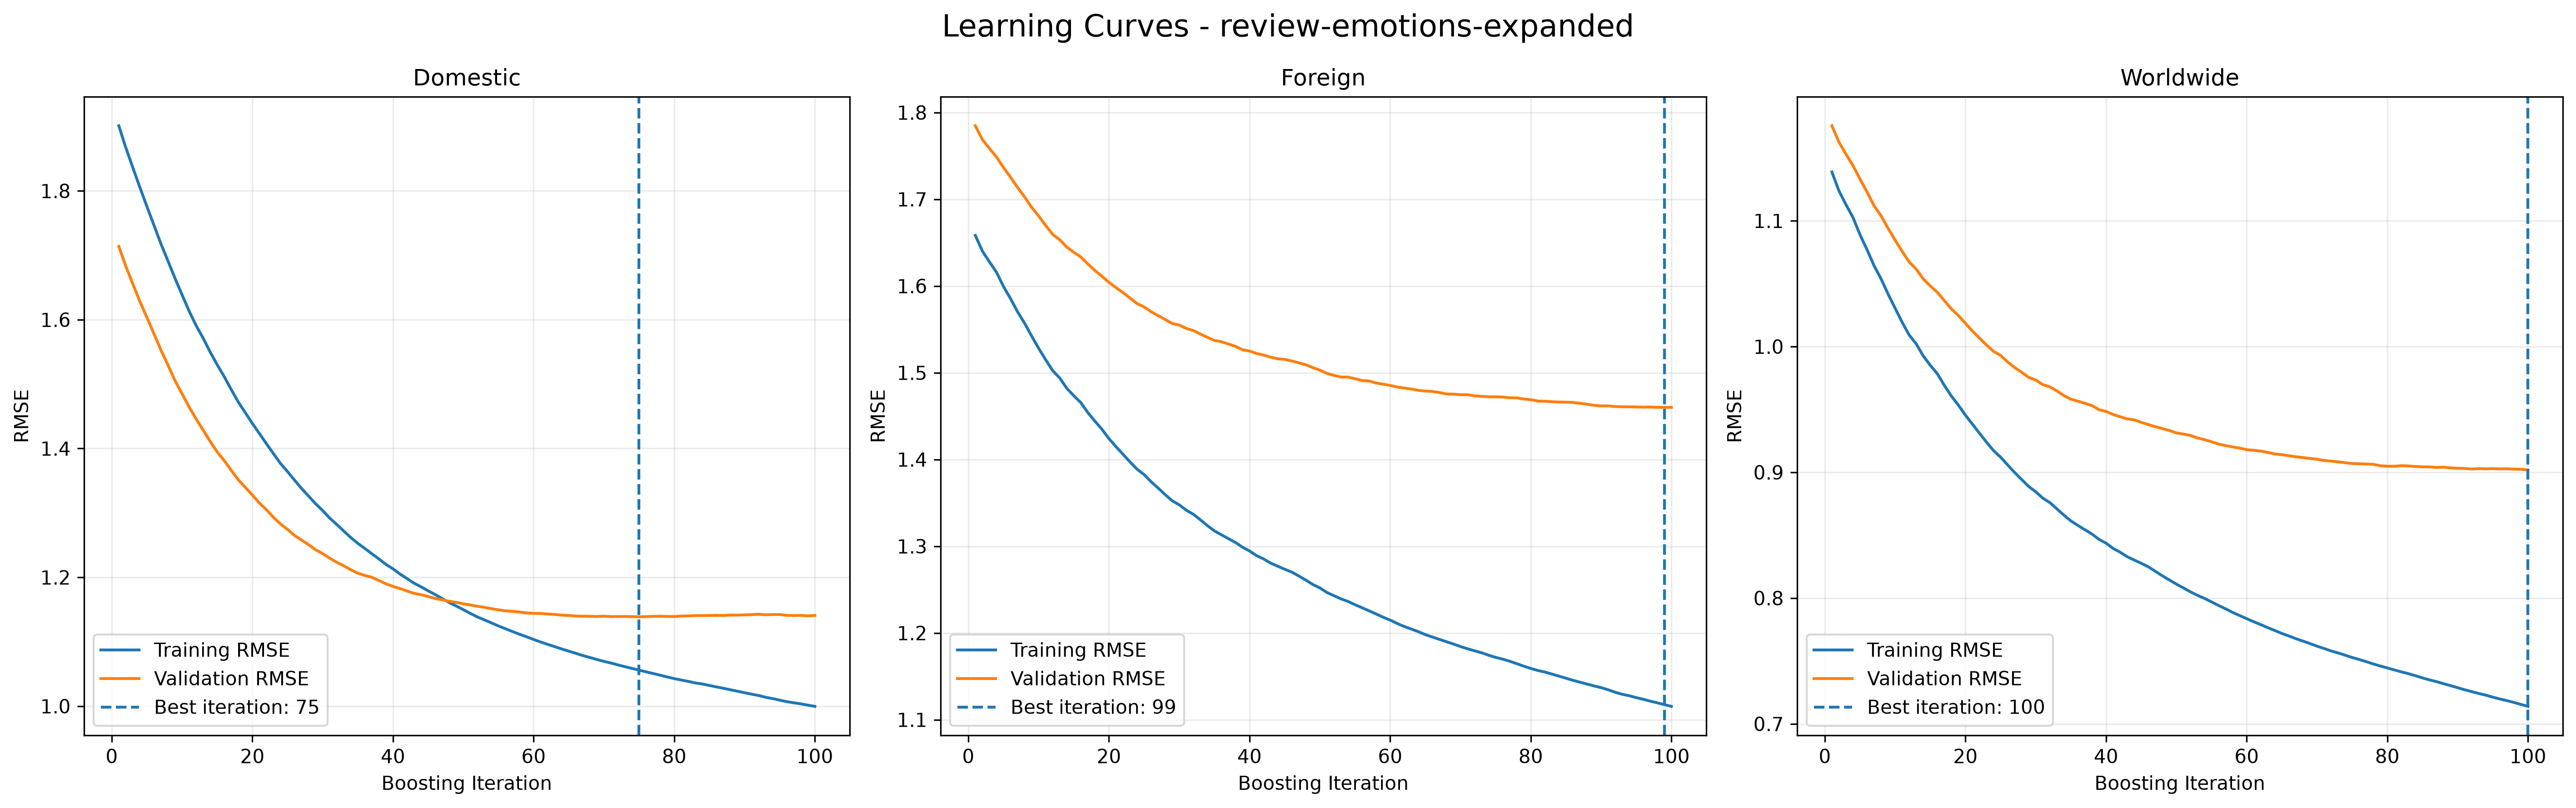 Learning Curves - review-emotions-expanded
Domestic
RMSE
1.8
1.6
1.4
1.2
1.0
Training RMSE
Validation RMSE
Best iteration: 75
0 20 40 60 80 100
Boosting Iteration
Foreign
RMSE
1.8
1.7
1.6
1.5
1.4
1.3
1.2
1.1
Training RMSE
Validation RMSE
Best iteration: 99
0 20 40 60 80 100
Boosting Iteration
Worldwide
RMSE
1.1
1.0
0.9
0.8
0.7
Training RMSE
Validation RMSE
Best iteration: 100
0 20 40 60 80 100
Boosting Iteration